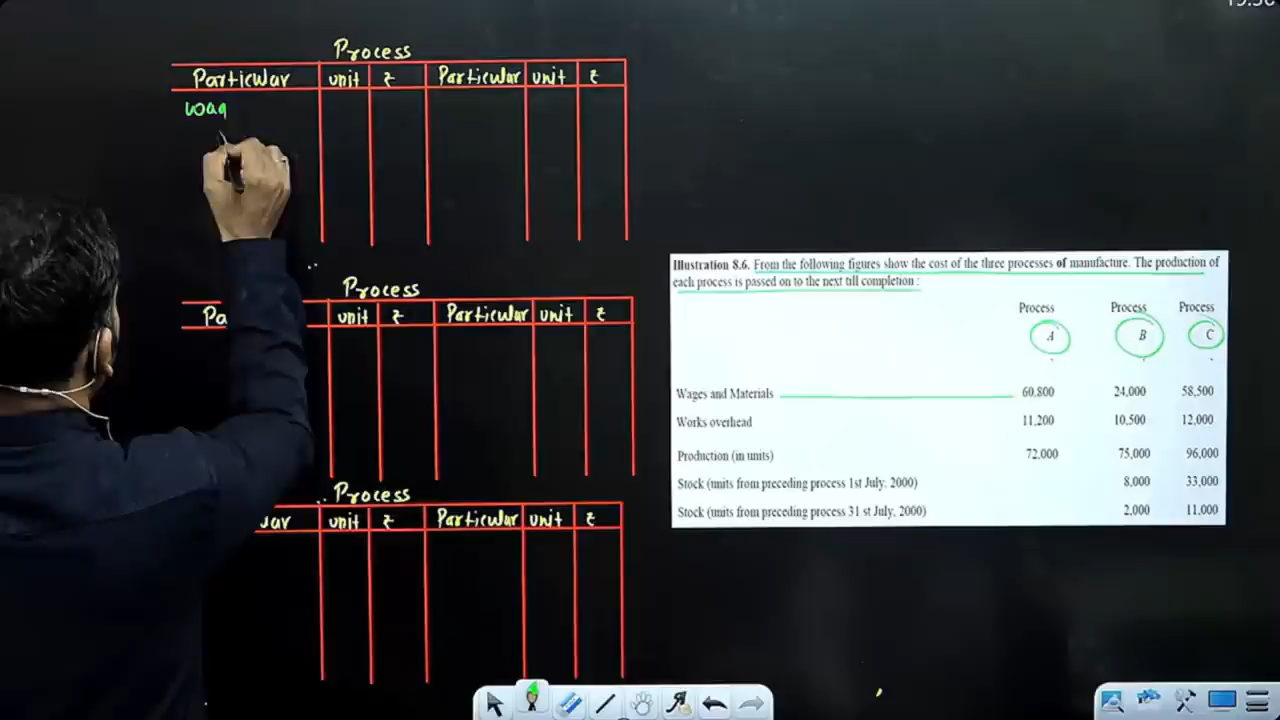 Process
Particular unit ₹ Particular unit ₹
wag
Process
Pa unit ₹ Particular unit ₹
Process
ular unit ₹ Particular unit ₹
Illustration 8.6. From the following figures show the cost of the three processes of manufacture. The production of
each process is passed on to the next till completion :
Process Process Process
A B C
Wages and Materials 60,800 24,000 58,500
Works overhead 11,200 10,500 12,000
Production (in units) 72,000 75,000 96,000
Stock (units from preceding process 1st July, 2000) 8,000 33,000
Stock (units from preceding process 31 st July, 2000) 2,000 11,000